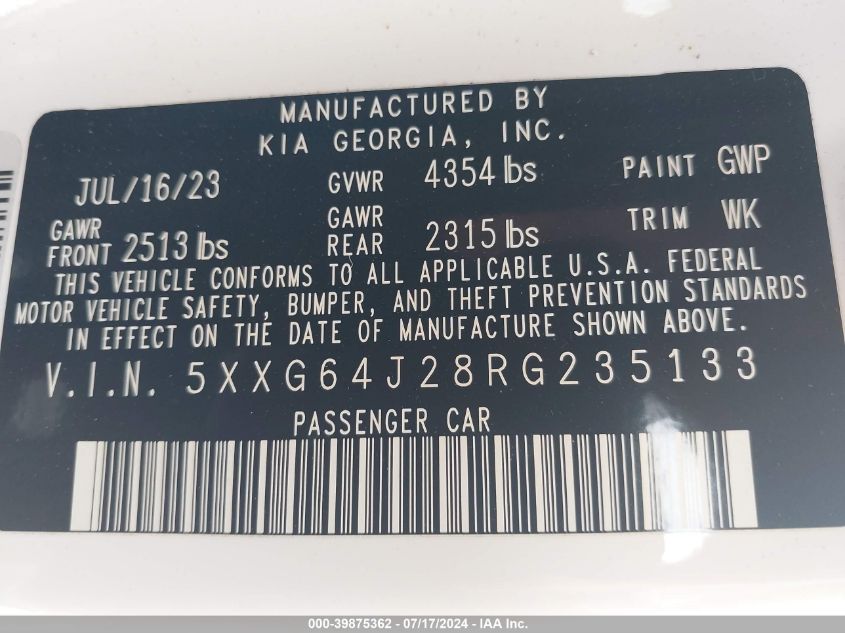 MANUFACTURED BY
KIA GEORGIA, INC.
JUL/16/23 GVWR 4354 lbs PAINT GWP
GAWR FRONT 2513 lbs GAWR REAR 2315 lbs TRIM WK
THIS VEHICLE CONFORMS TO ALL APPLICABLE U.S.A. FEDERAL
MOTOR VEHICLE SAFETY, BUMPER, AND THEFT PREVENTION STANDARDS
IN EFFECT ON THE DATE OF MANUFACTURE SHOWN ABOVE.
V.I.N. 5XXG64J28RG235133
PASSENGER CAR
000-39875362 - 07/17/2024 - IAA Inc.